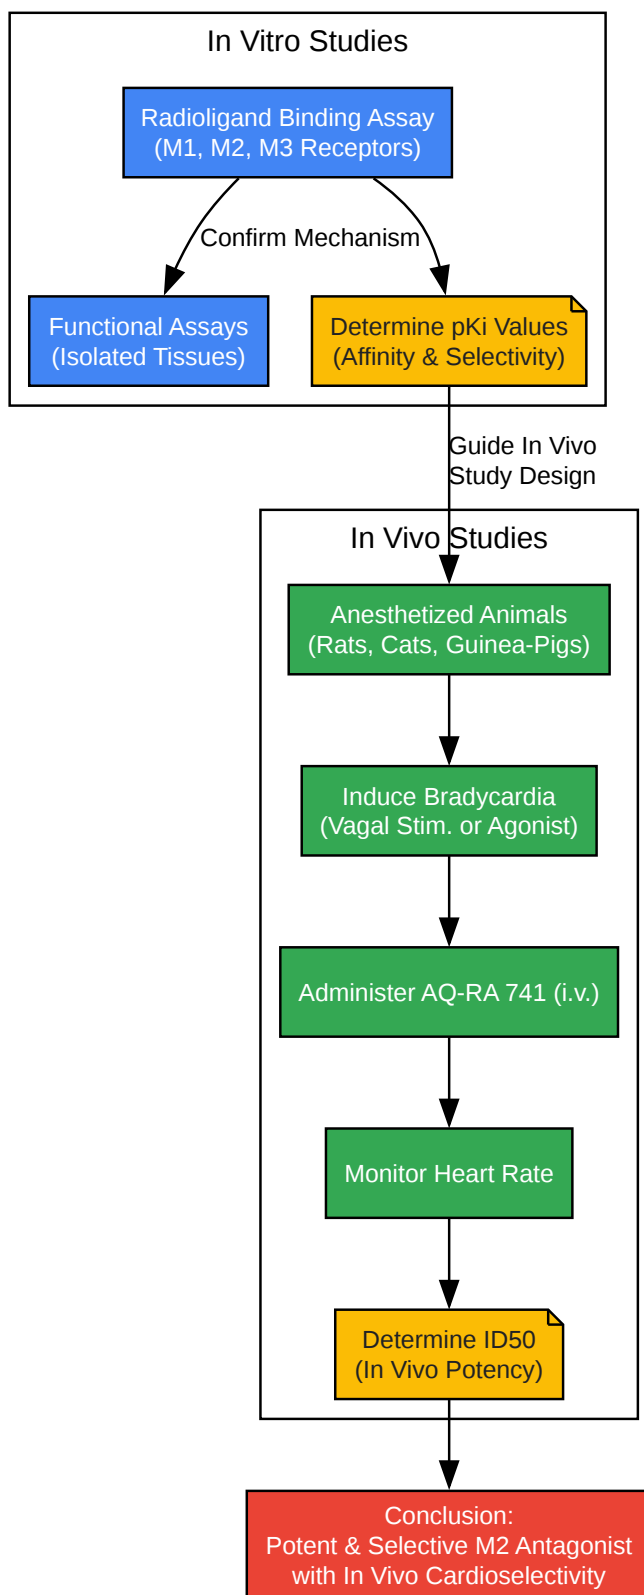 In Vitro Studies
Radioligand Binding Assay
(M1, M2, M3 Receptors)
Confirm Mechanism
Functional Assays
(Isolated Tissues)
Determine pKi Values
(Affinity & Selectivity)
Guide In Vivo
Study Design
In Vivo Studies
Anesthetized Animals
(Rats, Cats, Guinea-Pigs)
Induce Bradycardia
(Vagal Stim. or Agonist)
Administer AQ-RA 741 (i.v.)
Monitor Heart Rate
Determine ID50
(In Vivo Potency)
Conclusion:
Potent & Selective M2 Antagonist
with In Vivo Cardioselectivity